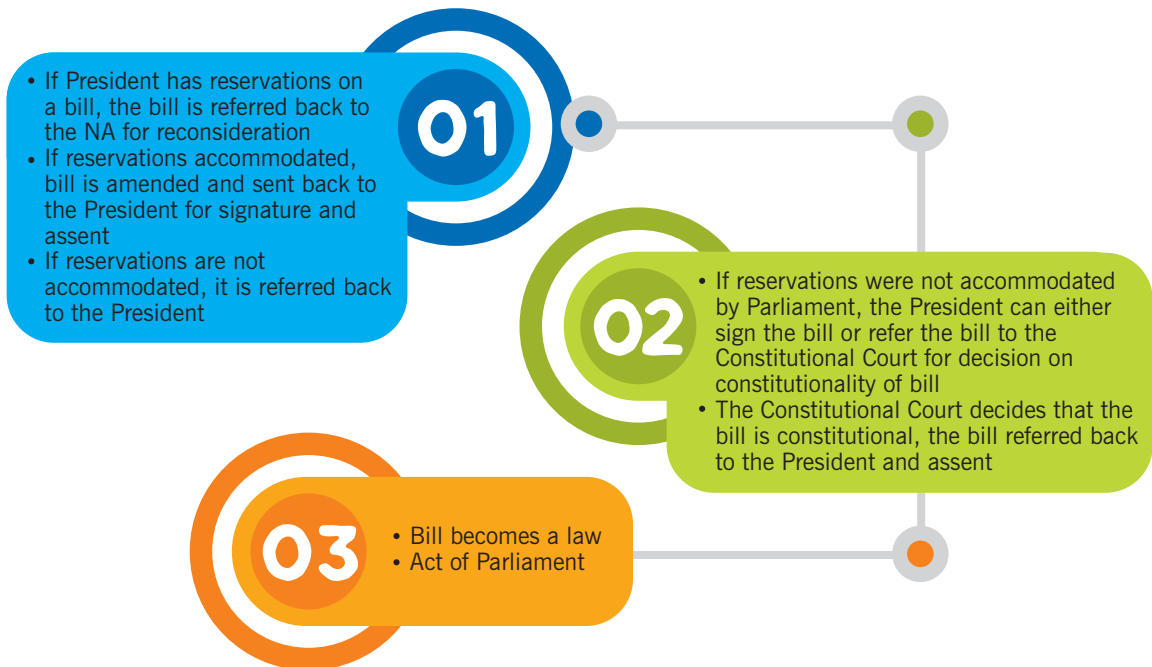 01
• If President has reservations on
a bill, the bill is referred back to
the NA for reconsideration
• If reservations accommodated,
bill is amended and sent back to
the President for signature and
assent
• If reservations are not
accommodated, it is referred back
to the President
02
• If reservations were not accommodated
by Parliament, the President can either
sign the bill or refer the bill to the
Constitutional Court for decision on
constitutionality of bill
• The Constitutional Court decides that the
bill is constitutional, the bill referred back
to the President and assent
03
• Bill becomes a law
• Act of Parliament